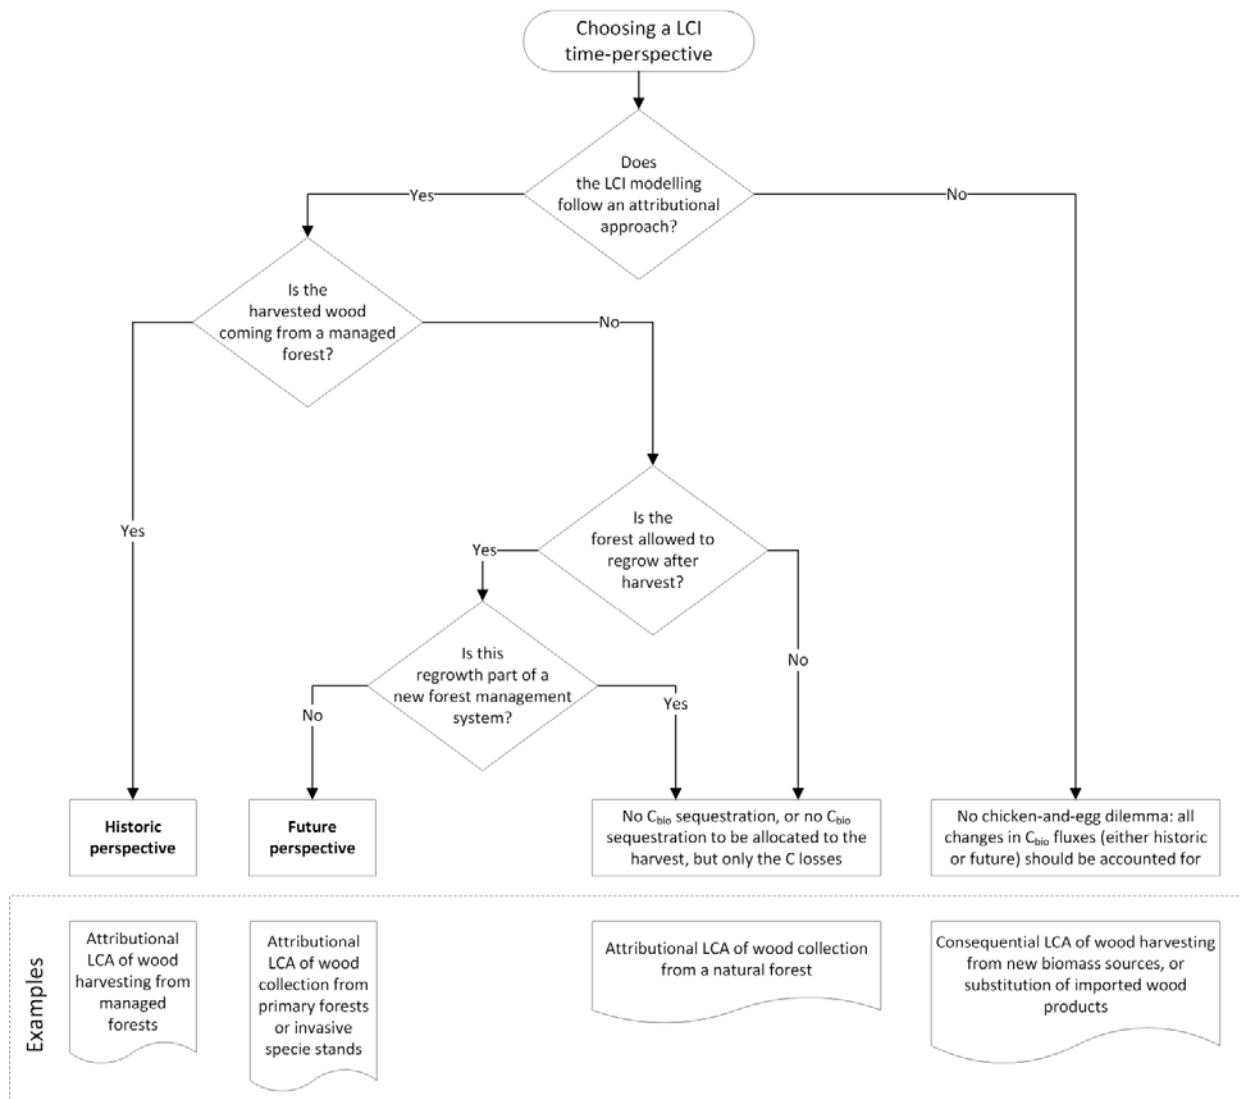 Choosing a LCI
time-perspective
Does
the LCI modelling
follow an attributional
approach?
Yes
No
Is the
harvested wood
coming from a managed
forest?
No
Yes
Is the
forest allowed to
regrow after
harvest?
Yes
No
Is this
regrowth part of a
new forest management
system?
No
Yes
Historic
perspective
Future
perspective
No Cbio sequestration, or no Cbio
sequestration to be allocated to the
harvest, but only the C losses
No chicken-and-egg dilemma: all
changes in Cbio fluxes (either historic
or future) should be accounted for
Examples
Attributional
LCA of wood
harvesting from
managed
forests
Attributional
LCA of wood
collection from
primary forests
or invasive
specie stands
Attributional LCA of wood collection
from a natural forest
Consequential LCA of wood harvesting
from new biomass sources, or
substitution of imported wood
products